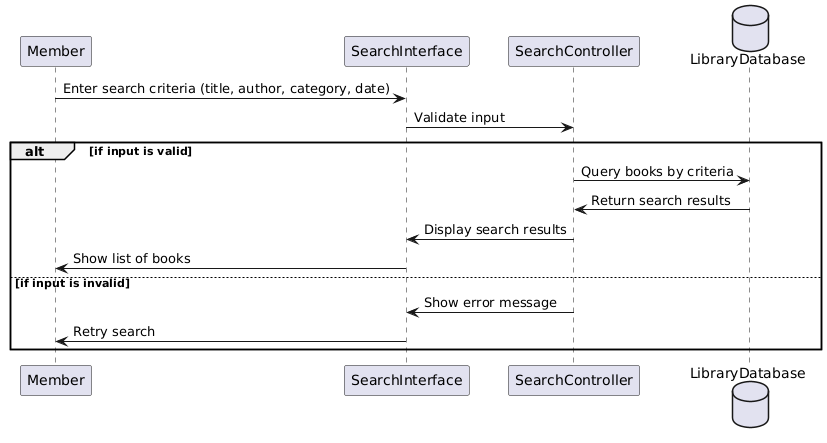 Member
SearchInterface
SearchController
LibraryDatabase
Enter search criteria (title, author, category, date)
Validate input
alt [if input is valid]
Query books by criteria
Return search results
Display search results
Show list of books
[if input is invalid]
Show error message
Retry search
Member
SearchInterface
SearchController
LibraryDatabase